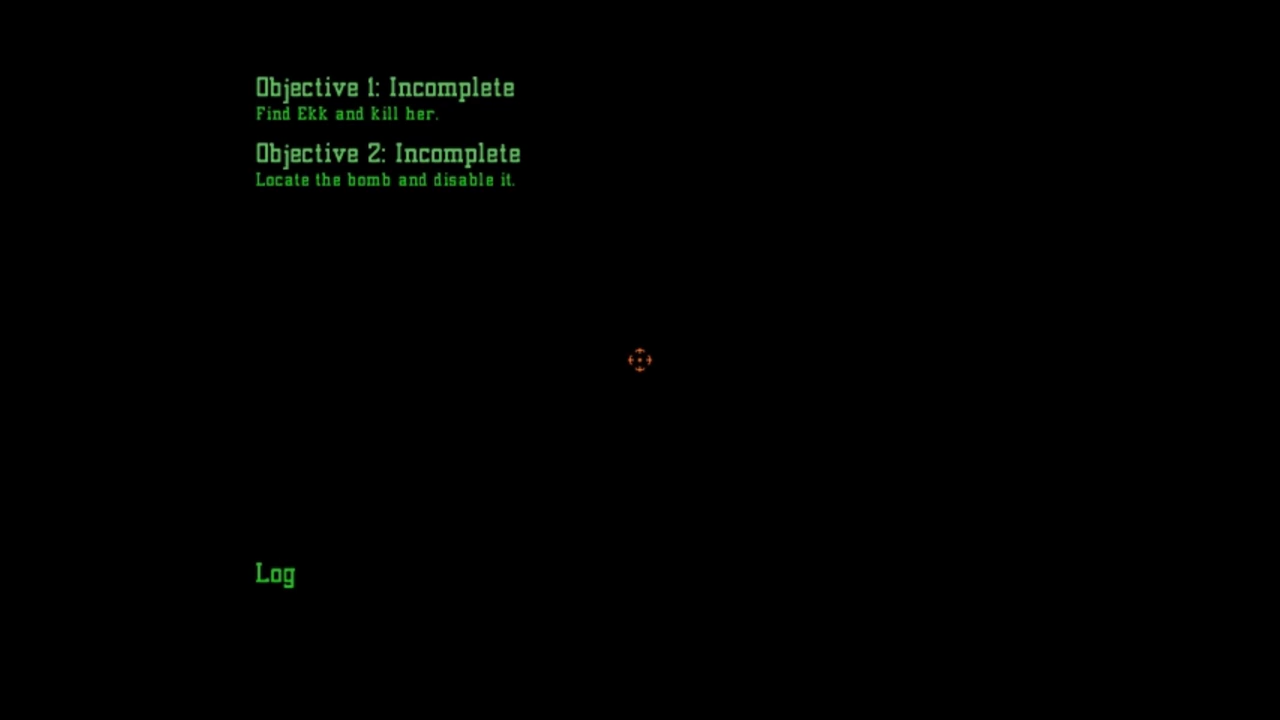 Objective 1: Incomplete
Find Ekk and kill her.
Objective 2: Incomplete
Locate the bomb and disable it.
Log